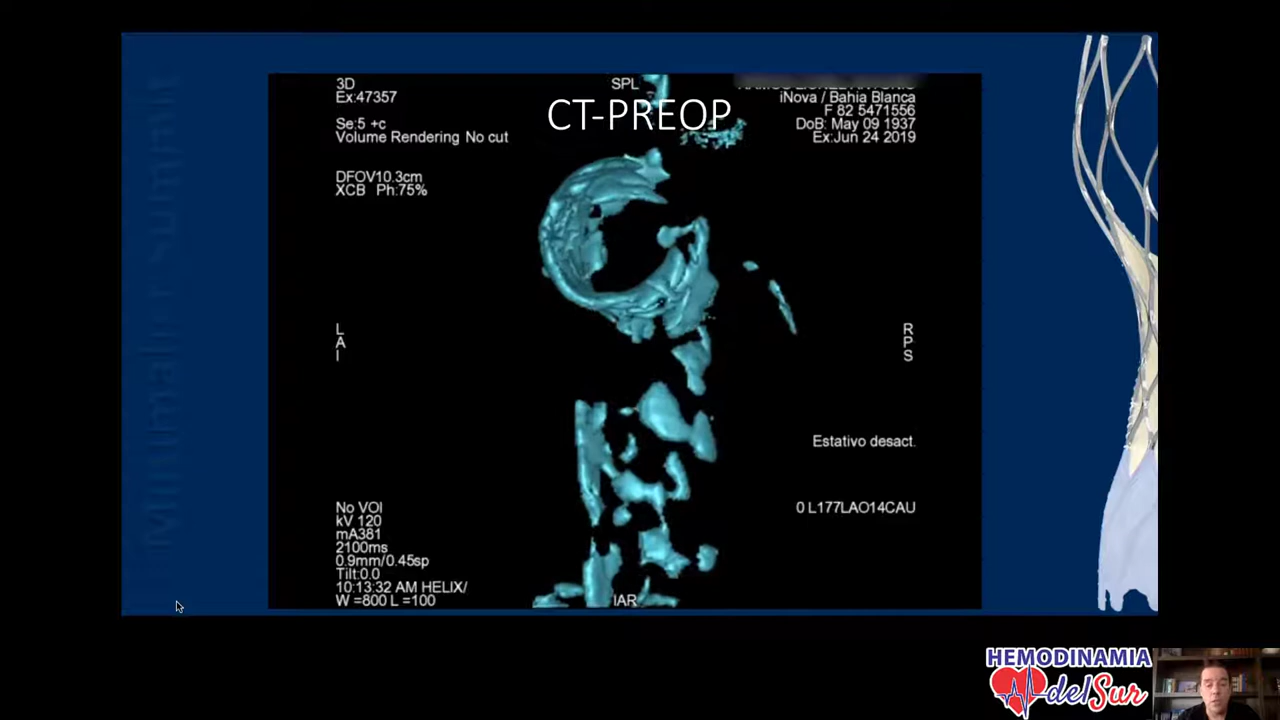 3D
Ex:47357
Se:5 +c
Volume Rendering No cut
DFOV10.3cm
XCB Ph:75%
SPL
CT-PREOP
iNova / Bahia Blanca
F 82 5471556
DoB: May 09 1937
Ex:Jun 24 2019
L
A
I
R
P
S
Estativo desact.
0 L177LAO14CAU
No VOI
kV 120
mA381
2100ms
0.9mm/0.45sp
Tilt:0.0
10:13:32 AM HELIX/
W =800 L =100
IAR
HEMODINAMIA
del Sur